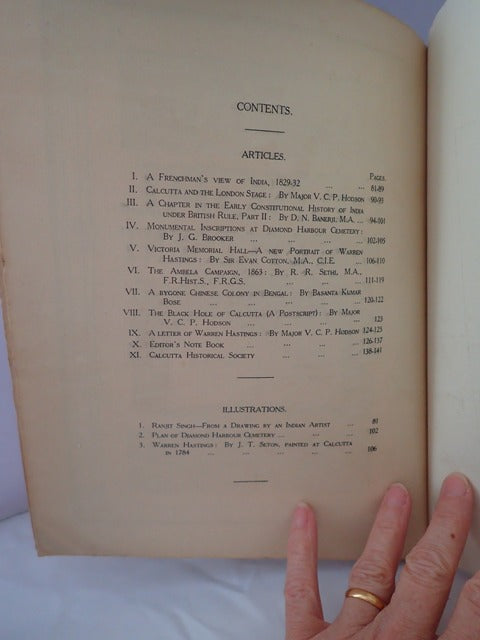 CONTENTS.
ARTICLES.
PAGES.
I. A FRENCHMAN'S VIEW OF INDIA, 1829-32 ... ... 81-89
II. CALCUTTA AND THE LONDON STAGE: BY MAJOR V. C. P. HODSON 90-93
III. A CHAPTER IN THE EARLY CONSTITUTIONAL HISTORY OF INDIA
UNDER BRITISH RULE, PART II: BY D. N. BANERJI, M.A. ... 94-101
IV. MONUMENTAL INSCRIPTIONS AT DIAMOND HARBOUR CEMETERY:
BY J. G. BROOKER ... ... ... ... 102-105
V. VICTORIA MEMORIAL HALL—A NEW PORTRAIT OF WARREN
HASTINGS: BY SIR EVAN COTTON, M.A., C.I.E. ... ... 106-110
VI. THE AMBELA CAMPAIGN, 1863: BY R. R. SETHI, M.A.,
F.R.HIST.S., F.R.G.S. ... ... ... 111-119
VII. A BYGONE CHINESE COLONY IN BENGAL: BY BASANTA KUMAR
BOSE ... ... ... ... ... 120-122
VIII. THE BLACK HOLE OF CALCUTTA (A POSTSCRIPT): BY MAJOR
V. C. P. HODSON ... ... ... ... 123
IX. A LETTER OF WARREN HASTINGS: BY MAJOR V. C. P. HODSON 124-125
X. EDITOR'S NOTE BOOK ... ... ... ... 126-137
XI. CALCUTTA HISTORICAL SOCIETY ... ... ... 138-141
ILLUSTRATIONS.
1. RANJIT SINGH—FROM A DRAWING BY AN INDIAN ARTIST ... 81
2. PLAN OF DIAMOND HARBOUR CEMETERY ... ... ... 102
3. WARREN HASTINGS: BY J. T. SETON, PAINTED AT CALCUTTA
IN 1784 ... ... ... ... ... 106